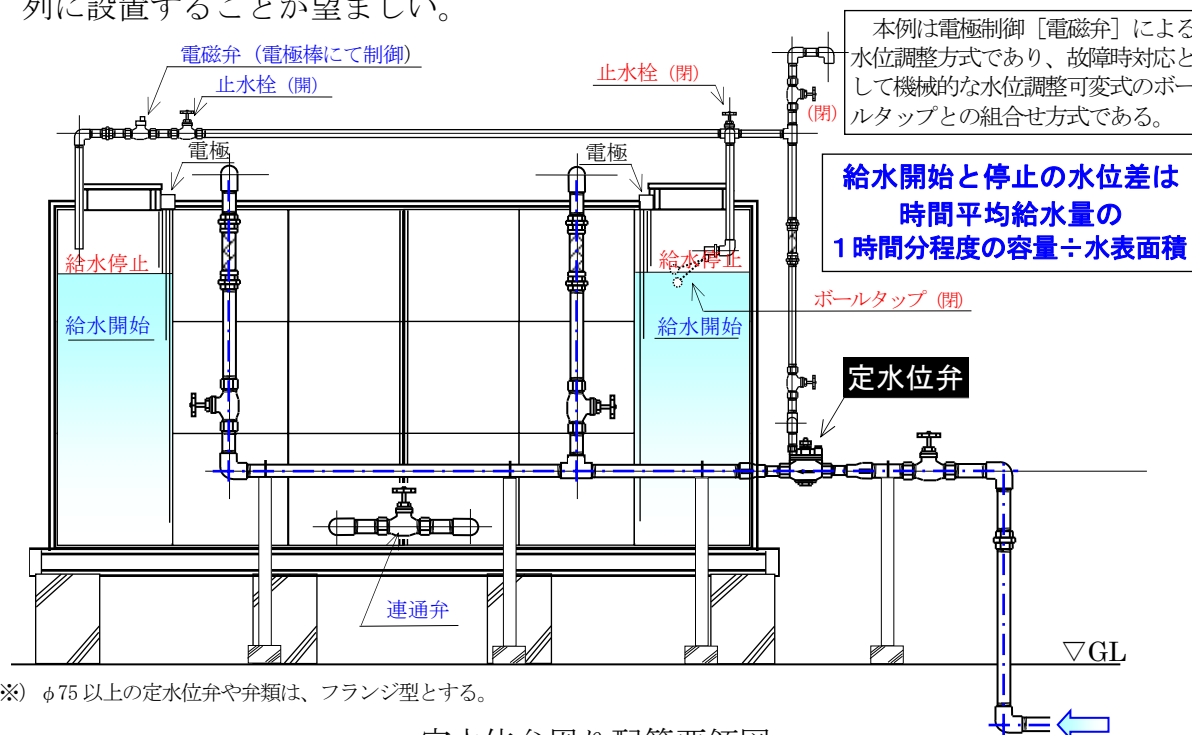 列に設置することが望ましい。
本例は電極制御［電磁弁］による
水位調整方式であり、故障時対応と
して機械的な水位調整可変式のボー
ルタップとの組合せ方式である。
電磁弁（電極棒にて制御）
止水栓（開）
止水栓（閉）
（閉）
電極
電極
給水開始と停止の水位差は
時間平均給水量の
１時間分程度の容量÷水表面積
給水停止
給水停止
ボールタップ（閉）
給水開始
給水開始
定水位弁
連通弁
▽GL
※）φ75以上の定水位弁や弁類は、フランジ型とする。